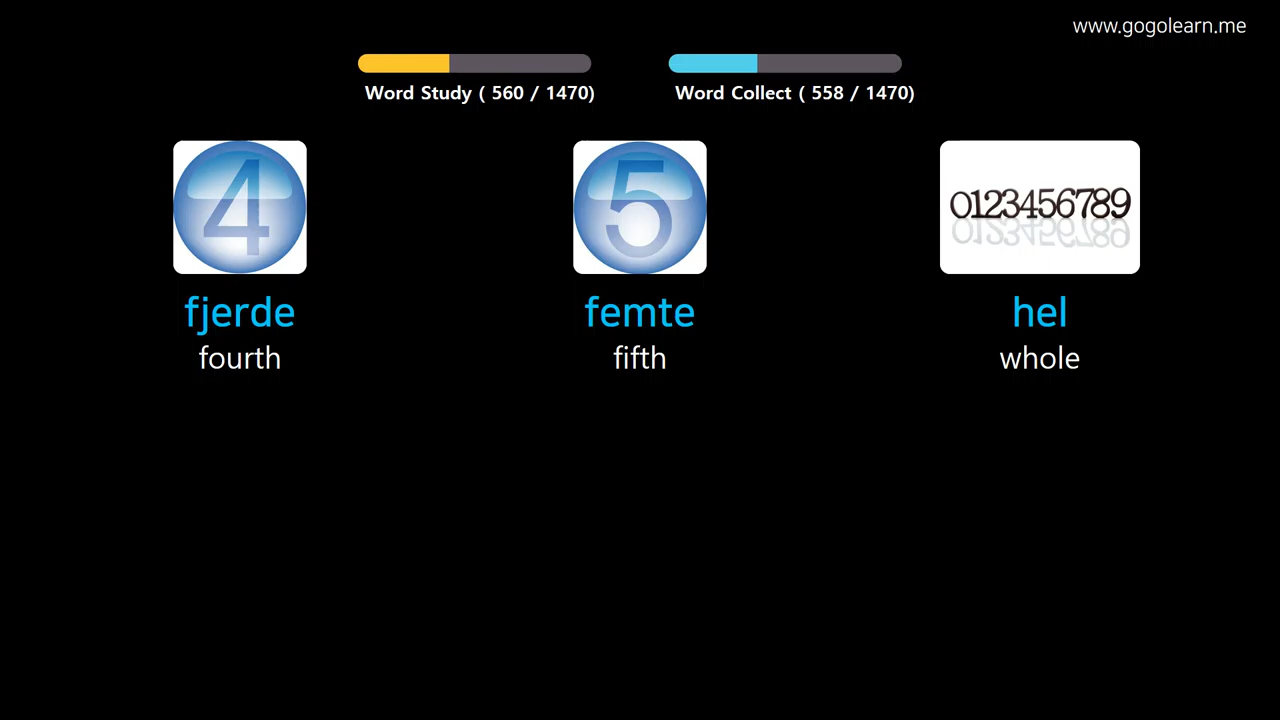 www.gogolearn.me
Word Study ( 560 / 1470)
Word Collect ( 558 / 1470)
4
5
0123456789
fjerde
femte
hel
fourth
fifth
whole